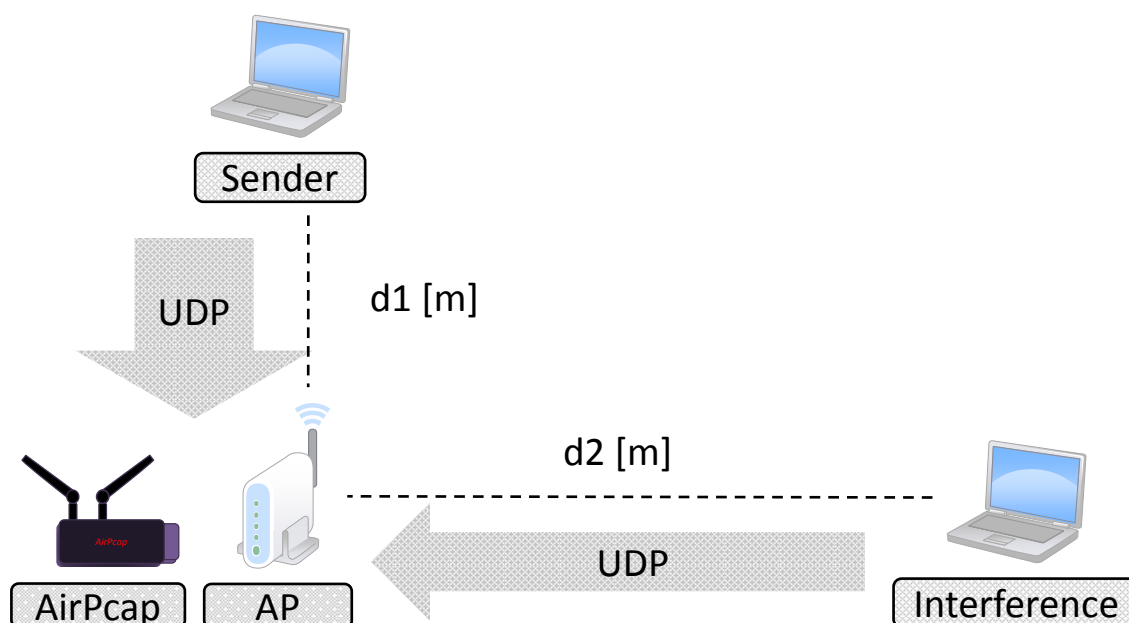 Sender
UDP
d1 [m]
d2 [m]
AirPcap
UDP
AirPcap
AP
Interference